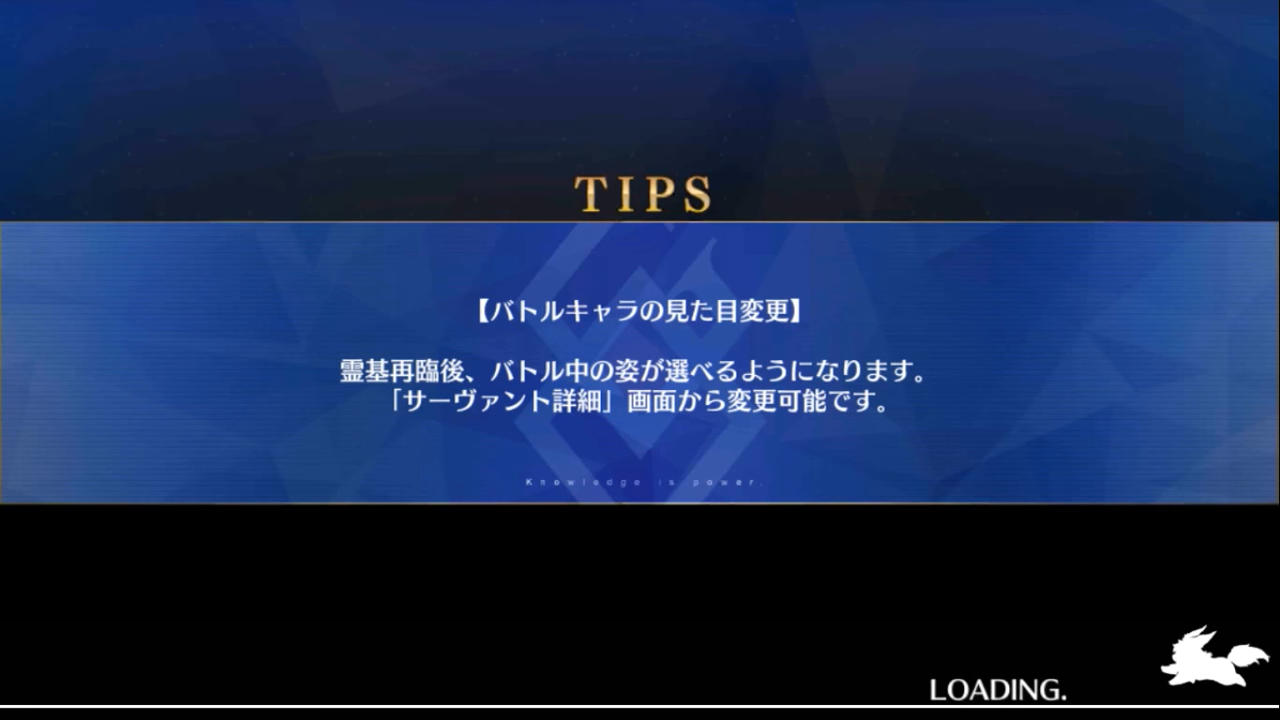 TIPS
【バトルキャラの見た目変更】
霊基再臨後、バトル中の姿が選べるようになります。
「サーヴァント詳細」画面から変更可能です。
Knowledge is power.
LOADING.